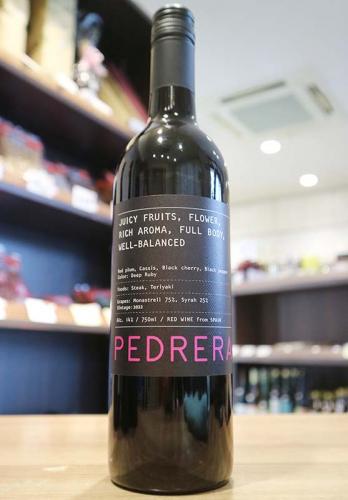 JUICY FRUITS, FLOWER,
RICH AROMA, FULL BODY,
WELL-BALANCED
Red plum, Cassis, Black cherry, Black
Color: Deep Ruby
Foods: Steak, Teriyaki
Grapes: Monastrell 75%, Syrah 25%
Vintage:
Alc. 14% / 750ml / RED WINE from SPAIN
PEDRERA